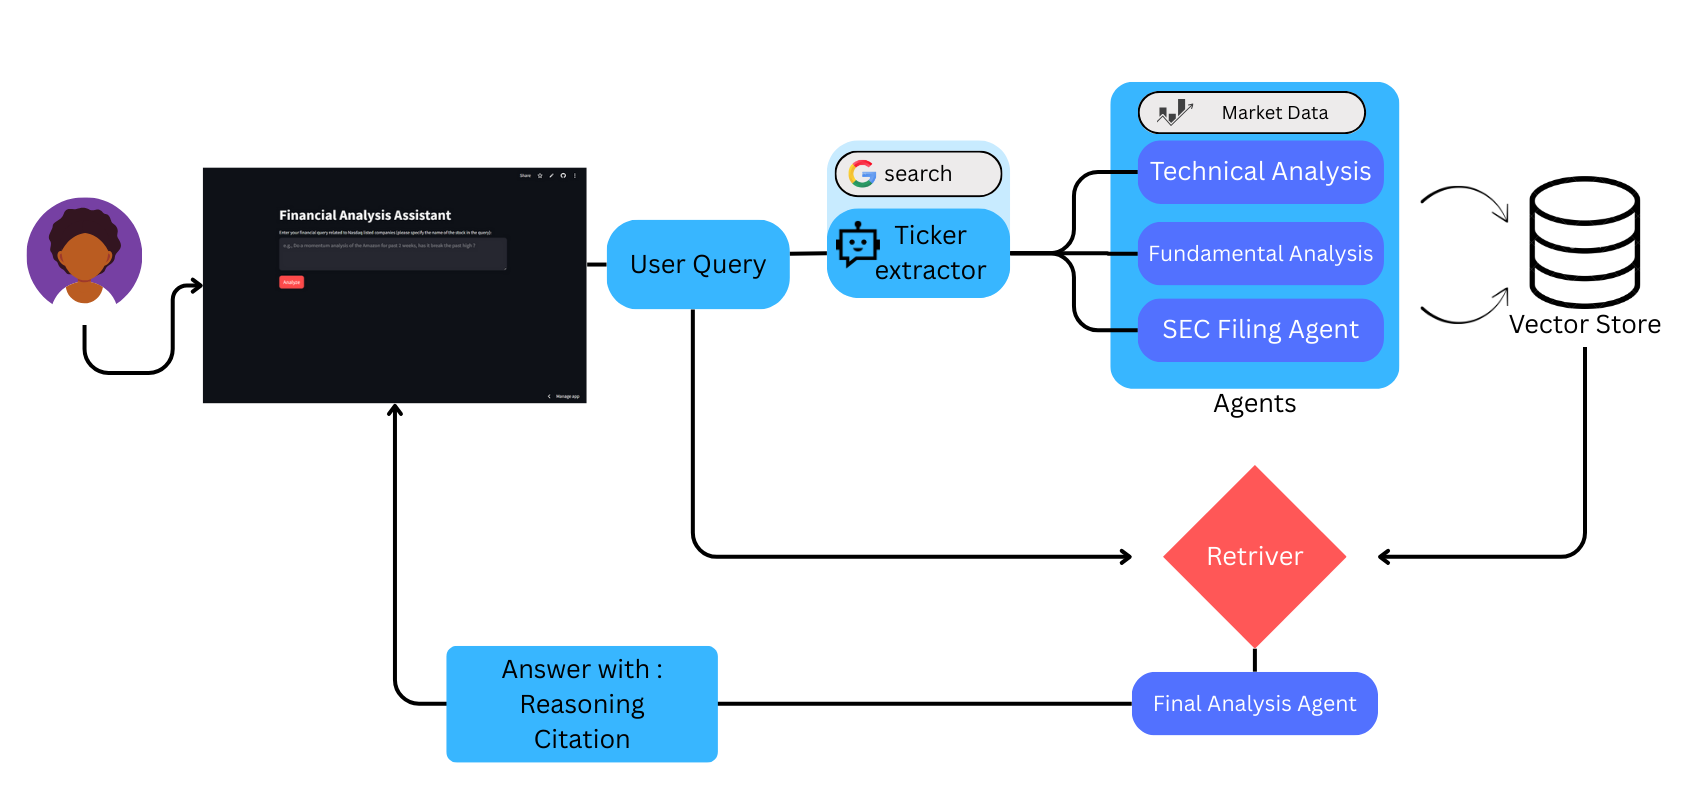 Share
Financial Analysis Assistant
Enter your financial query related to Nasdaq listed companies (please specify the name of the stock in the query):
e.g., Do a momentum analysis of the Amazon for past 2 weeks, has it break the past high ?
Analyze
Manage app
User Query
search
Ticker
extractor
Market Data
Technical Analysis
Fundamental Analysis
SEC Filing Agent
Agents
Vector Store
Retriver
Final Analysis Agent
Answer with :
Reasoning
Citation